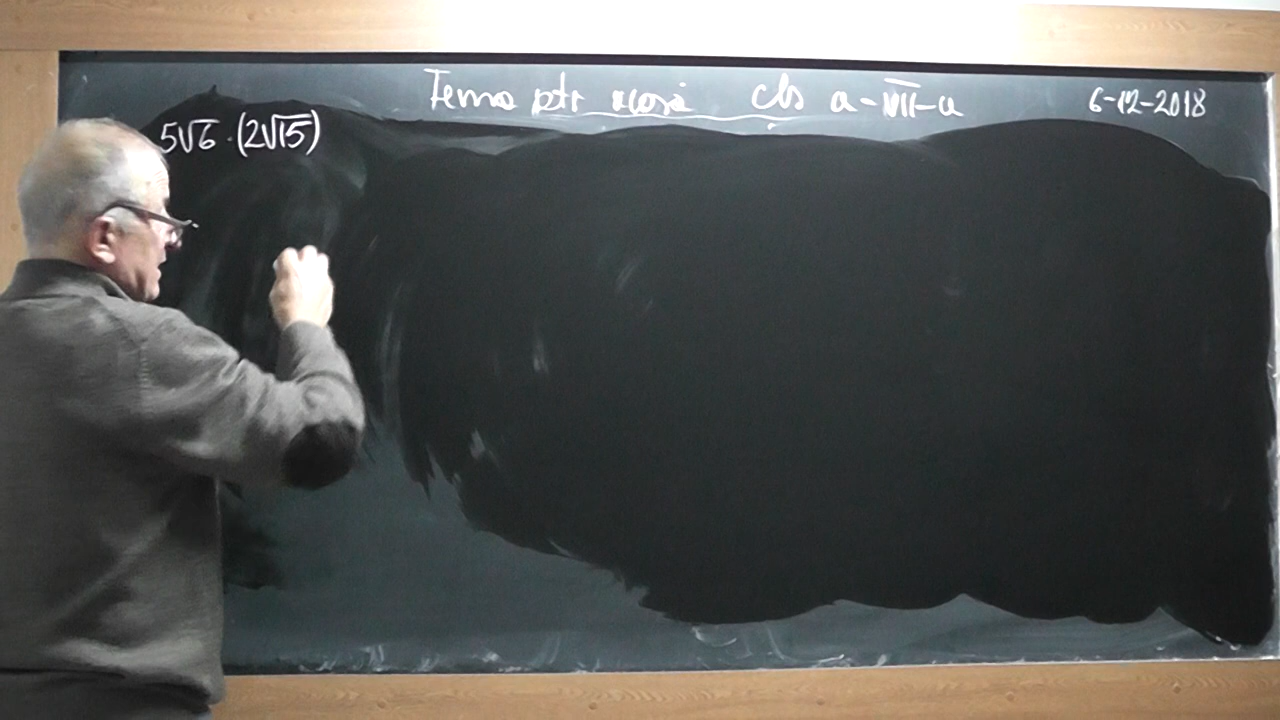 Tema ptr acasă cls a-VII-a 6-12-2018
5√6 · (2√15)